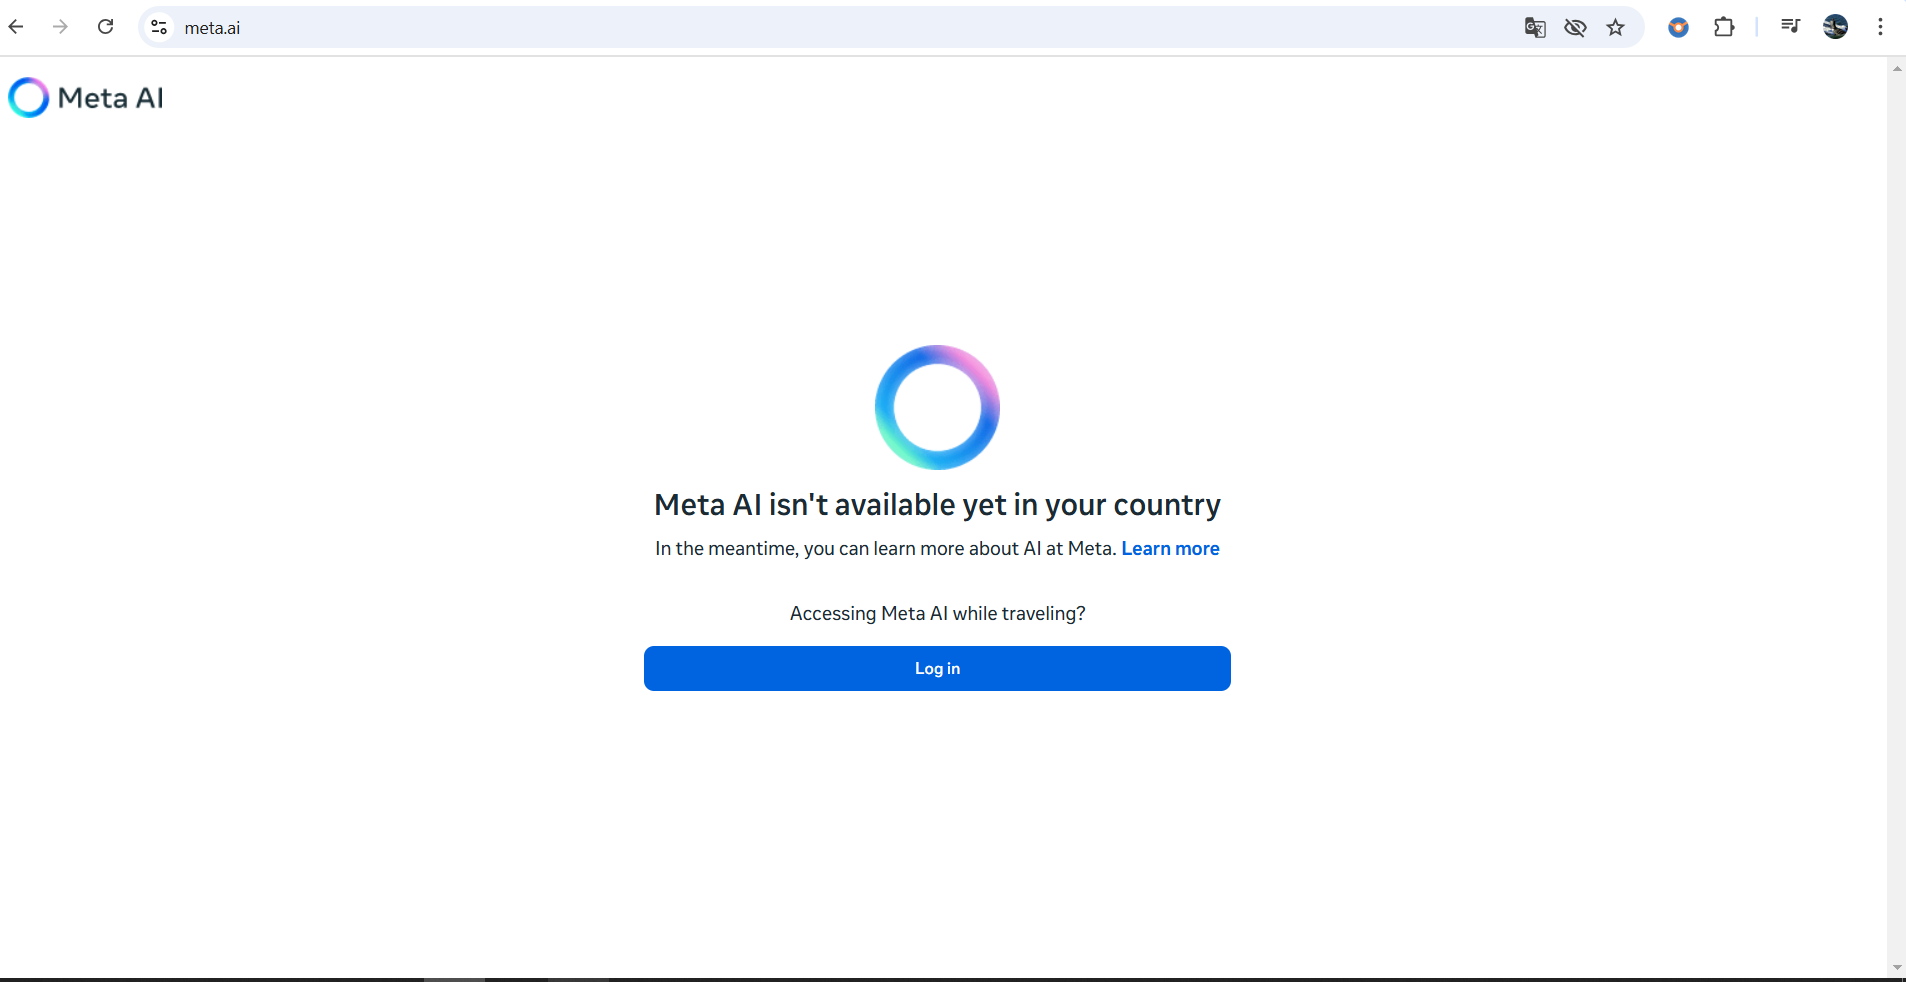 meta.ai
Meta AI
Meta AI isn't available yet in your country
In the meantime, you can learn more about AI at Meta. Learn more
Accessing Meta AI while traveling?
Log in